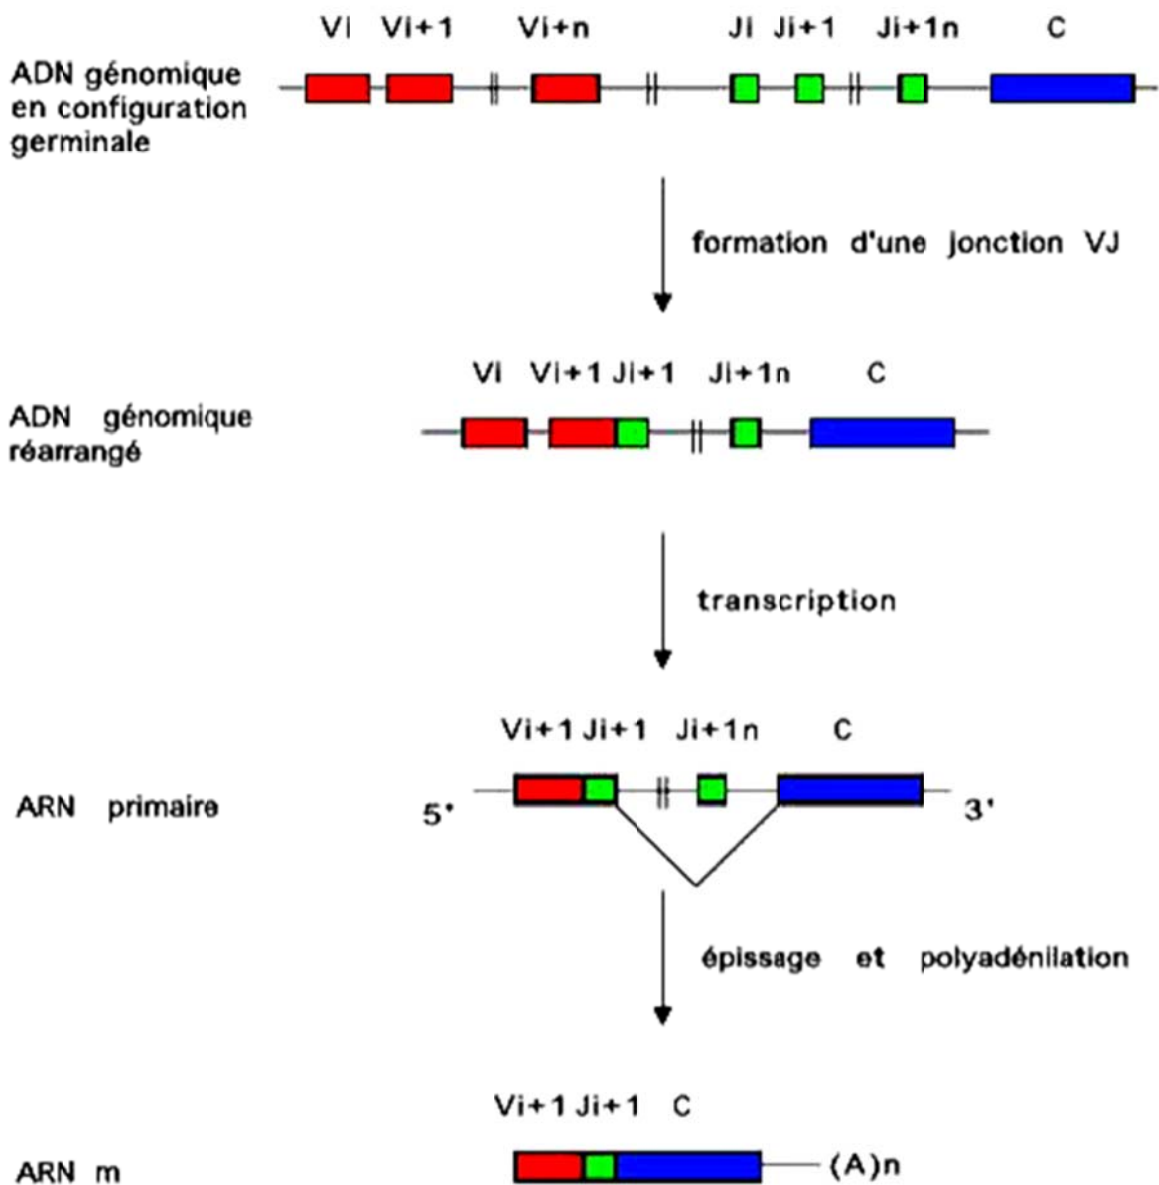 Vi Vi+1 Vi+n Ji Ji+1 Ji+1n C
ADN génomique
en configuration
germinale
formation d'une jonction VJ
Vi Vi+1 Ji+1 Ji+1n C
ADN génomique
réarrangé
transcription
Vi+1 Ji+1 Ji+1n C
ARN primaire
5' 3'
épissage et polyadénilation
Vi+1 Ji+1 C
ARN m
(A)n